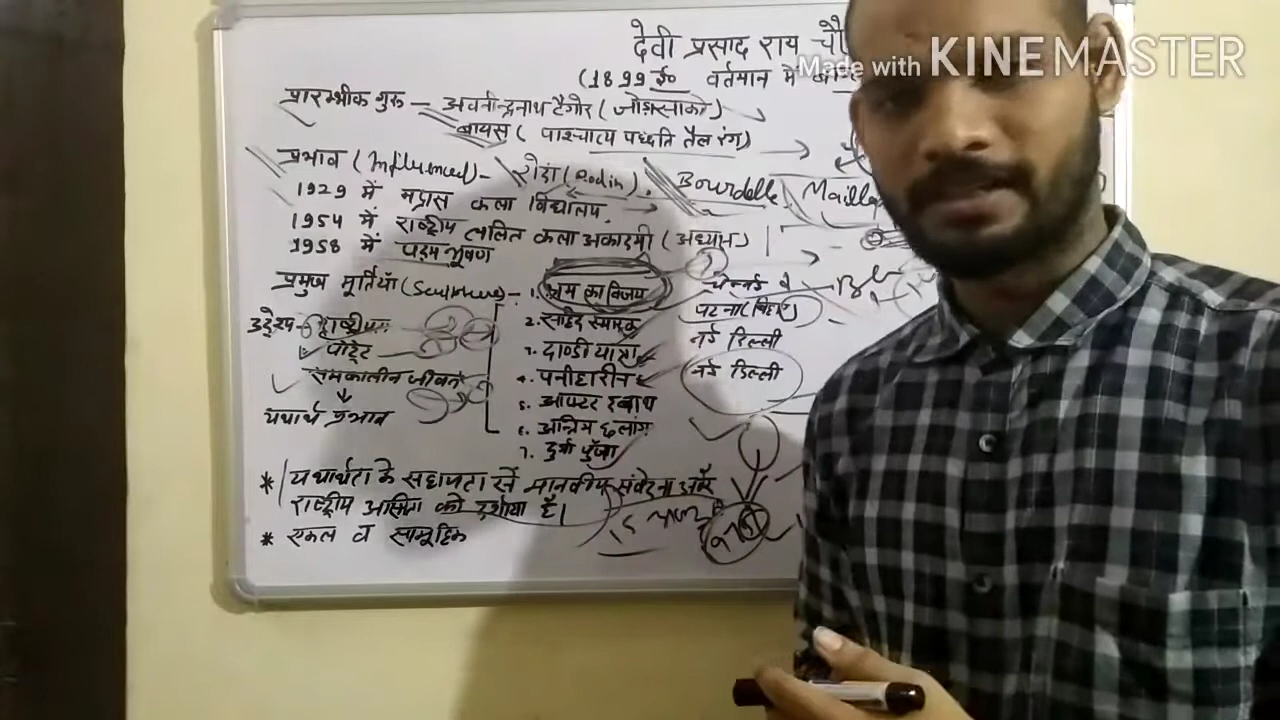 देवी प्रसाद राय चौ
Made with KINEMASTER
(1899 ई० वर्तमान में बां
प्रारम्भीक गुरु – अवनीन्द्रनाथ टैगोर (जोड़ासाको)
बायस ( पाश्चात्य पध्धति तैल रंग)
प्रभाव (Influenced) - रोदां (Rodin), Bourdelle, Maillo
1929 में मद्रास कला विद्यालय,
1954 में राष्ट्रीय ललित कला अकादमी (अध्यक्ष)
1958 में पद्म भूषण
प्रमुख मूर्तियाँ (Sculpture) – 1. श्रम का विजय चेन्नई
2. सहिद स्मारक पटना (बिहार)
उद्देश्य-
3. दाण्डी यात्रा नई दिल्ली
पोट्रेट
4. पनीहारीन नई दिल्ली
समकालीन जीवन
5. आफ्टर द बाथ
यथार्थ प्रभाव
6. अन्तिम छलांग
7. दुर्गा पूजा
* यथार्थता के सहायता से मानवीय संवेदना और
राष्ट्रीय अस्मिता को दर्शाया है।
* एकल व सामूहिक